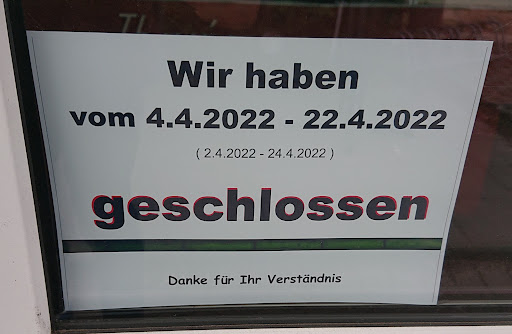 Wir haben
vom 4.4.2022 - 22.4.2022
( 2.4.2022 - 24.4.2022 )
geschlossen
Danke für Ihr Verständnis